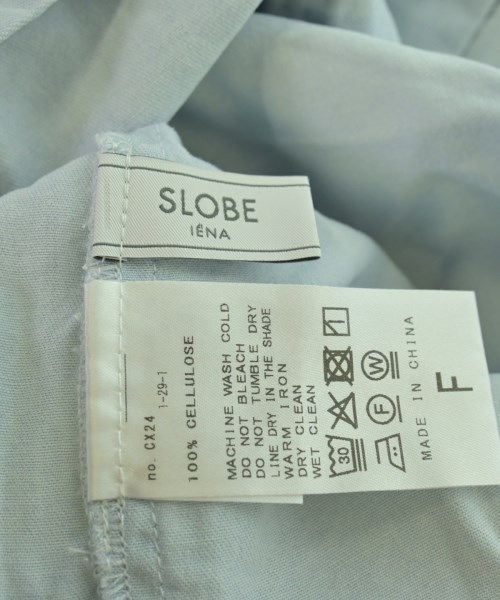 SLOBE
IÉNA
no. CX24
1-29-1
100% CELLULOSE
MACHINE WASH COLD
DO NOT BLEACH
DO NOT TUMBLE DRY
LINE DRY IN THE SHADE
WARM IRON
DRY CLEAN
WET CLEAN
30
F
W
MADE IN CHINA
F